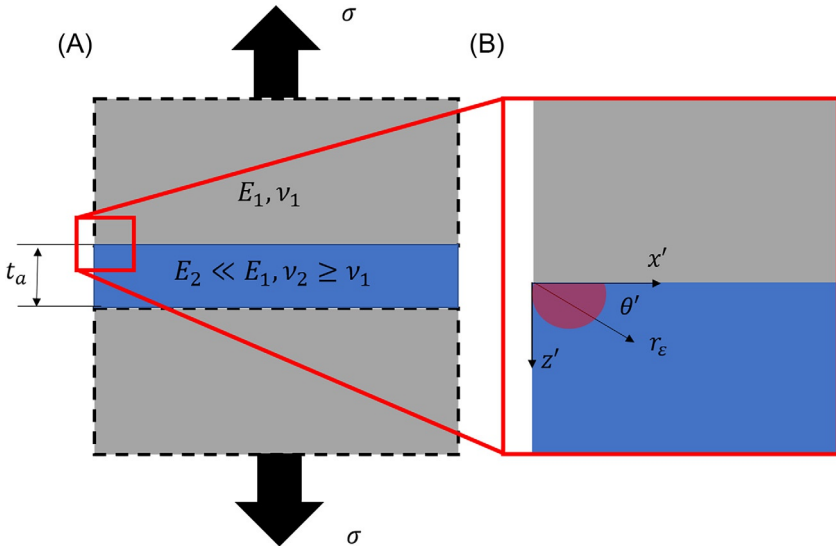 σ
(A)
(B)
E₁, ν₁
tₐ
E₂ ≪ E₁, ν₂ ≥ ν₁
x′
θ′
r_ε
z′
σ